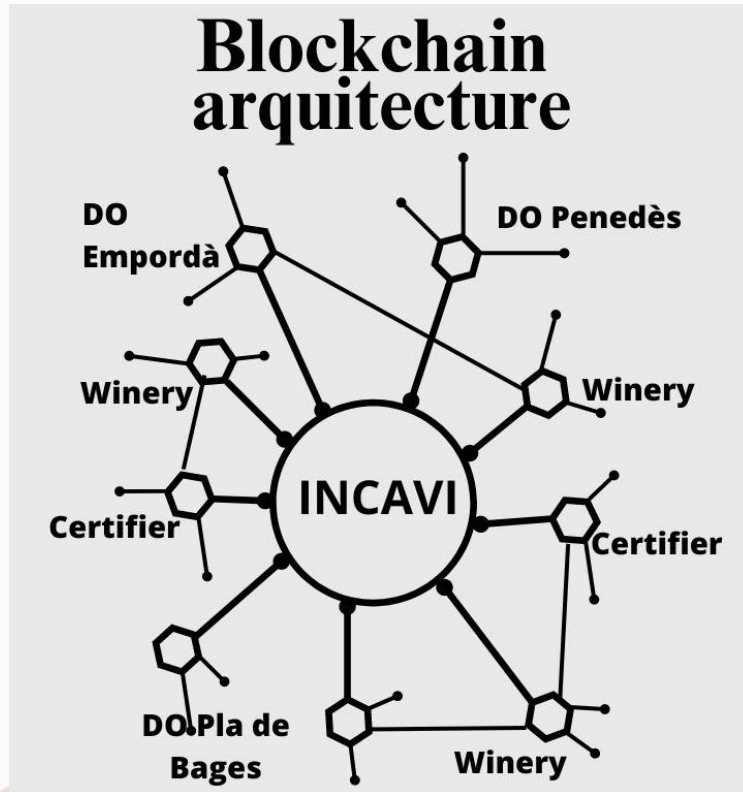 Blockchain
arquitecture
DO
Empordà
DO Penedès
Winery
Winery
INCAVI
Certifier
Certifier
DO Pla de
Bages
Winery